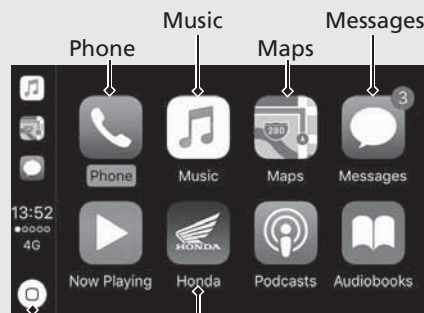 Music
Messages
Phone
Maps
280
3
Phone
Music
Maps
Messages
13:52
4G
HONDA
Now Playing
Honda
Podcasts
Audiobooks